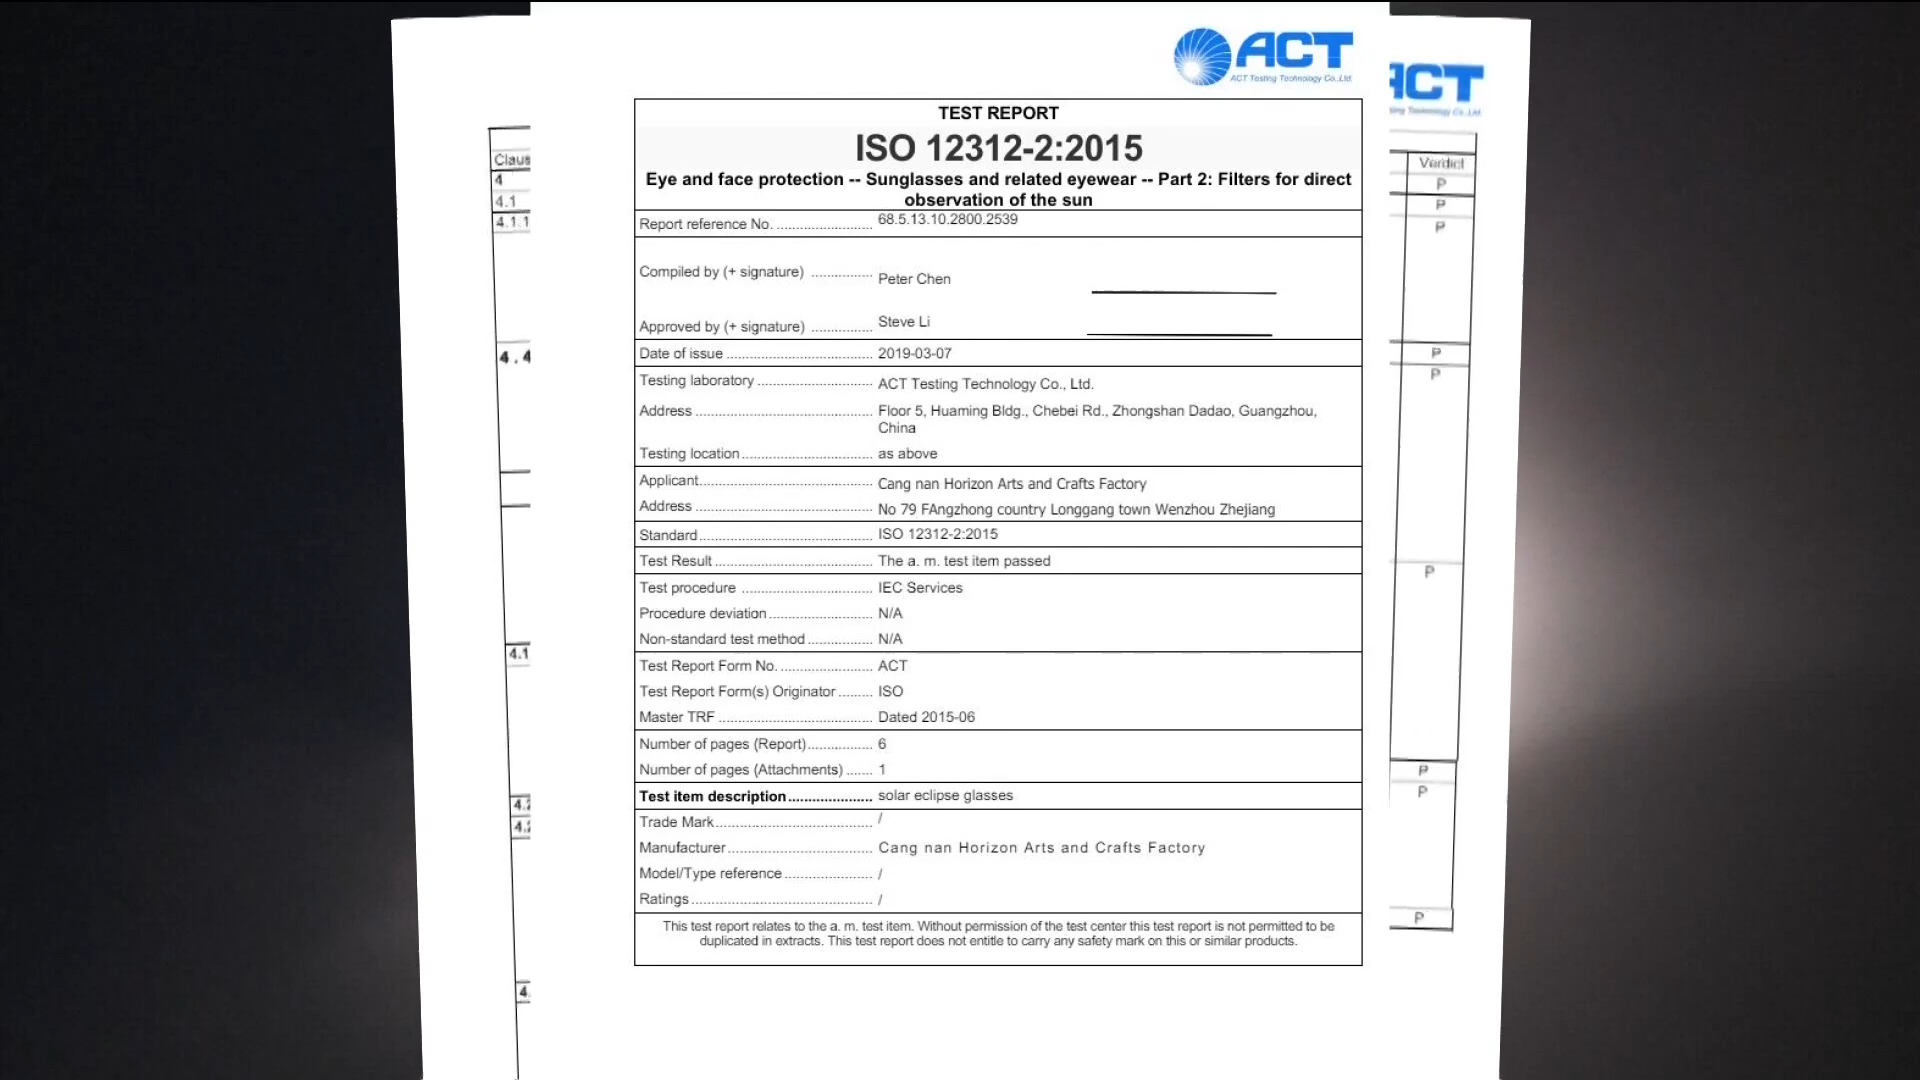 ACT
ACT Testing Technology Co.,Ltd.
ACT
Testing Technology Co.,Ltd.
TEST REPORT
ISO 12312-2:2015
Eye and face protection -- Sunglasses and related eyewear -- Part 2: Filters for direct
observation of the sun
Report reference No. ........................ 68.5.13.10.2800.2539
Compiled by (+ signature) ............... Peter Chen
Approved by (+ signature) ............... Steve Li
Date of issue .................................... 2019-03-07
Testing laboratory ............................ ACT Testing Technology Co., Ltd.
Address ........................................... Floor 5, Huaming Bldg., Chebei Rd., Zhongshan Dadao, Guangzhou,
China
Testing location ................................ as above
Applicant .......................................... Cang nan Horizon Arts and Crafts Factory
Address ........................................... No 79 FAngzhong country Longgang town Wenzhou Zhejiang
Standard .......................................... ISO 12312-2:2015
Test Result ....................................... The a. m. test item passed
Test procedure ................................ IEC Services
Procedure deviation ......................... N/A
Non-standard test method ................ N/A
Test Report Form No. ....................... ACT
Test Report Form(s) Originator ......... ISO
Master TRF ...................................... Dated 2015-06
Number of pages (Report) ................ 6
Number of pages (Attachments) ....... 1
Test item description ..................... solar eclipse glasses
Trade Mark ....................................... /
Manufacturer .................................... Cang nan Horizon Arts and Crafts Factory
Model/Type reference ...................... /
Ratings ............................................. /
This test report relates to the a. m. test item. Without permission of the test center this test report is not permitted to be
duplicated in extracts. This test report does not entitle to carry any safety mark on this or similar products.
Claus
4
4.1
4.1.1
4.4
4.1
4.2
4.2
4.
Verdict
P
P
P
P
P
P
P
P
P